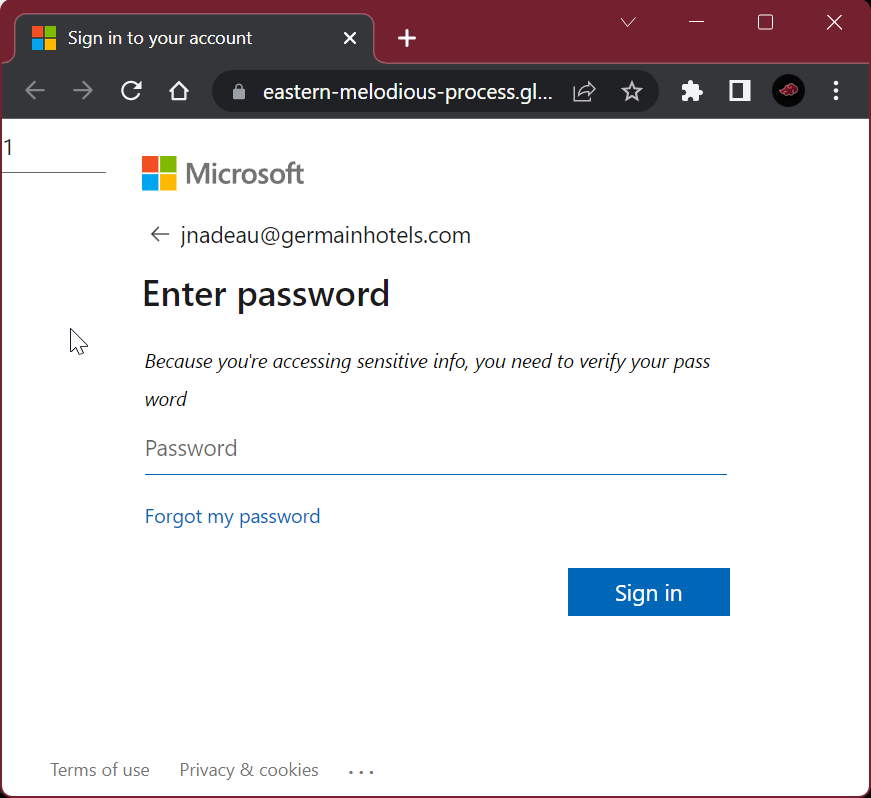 Sign in to your account
eastern-melodious-process.gl...
1
Microsoft
jnadeau@germainhotels.com
Enter password
Because you're accessing sensitive info, you need to verify your pass
word
Password
Forgot my password
Sign in
Terms of use Privacy & cookies ...